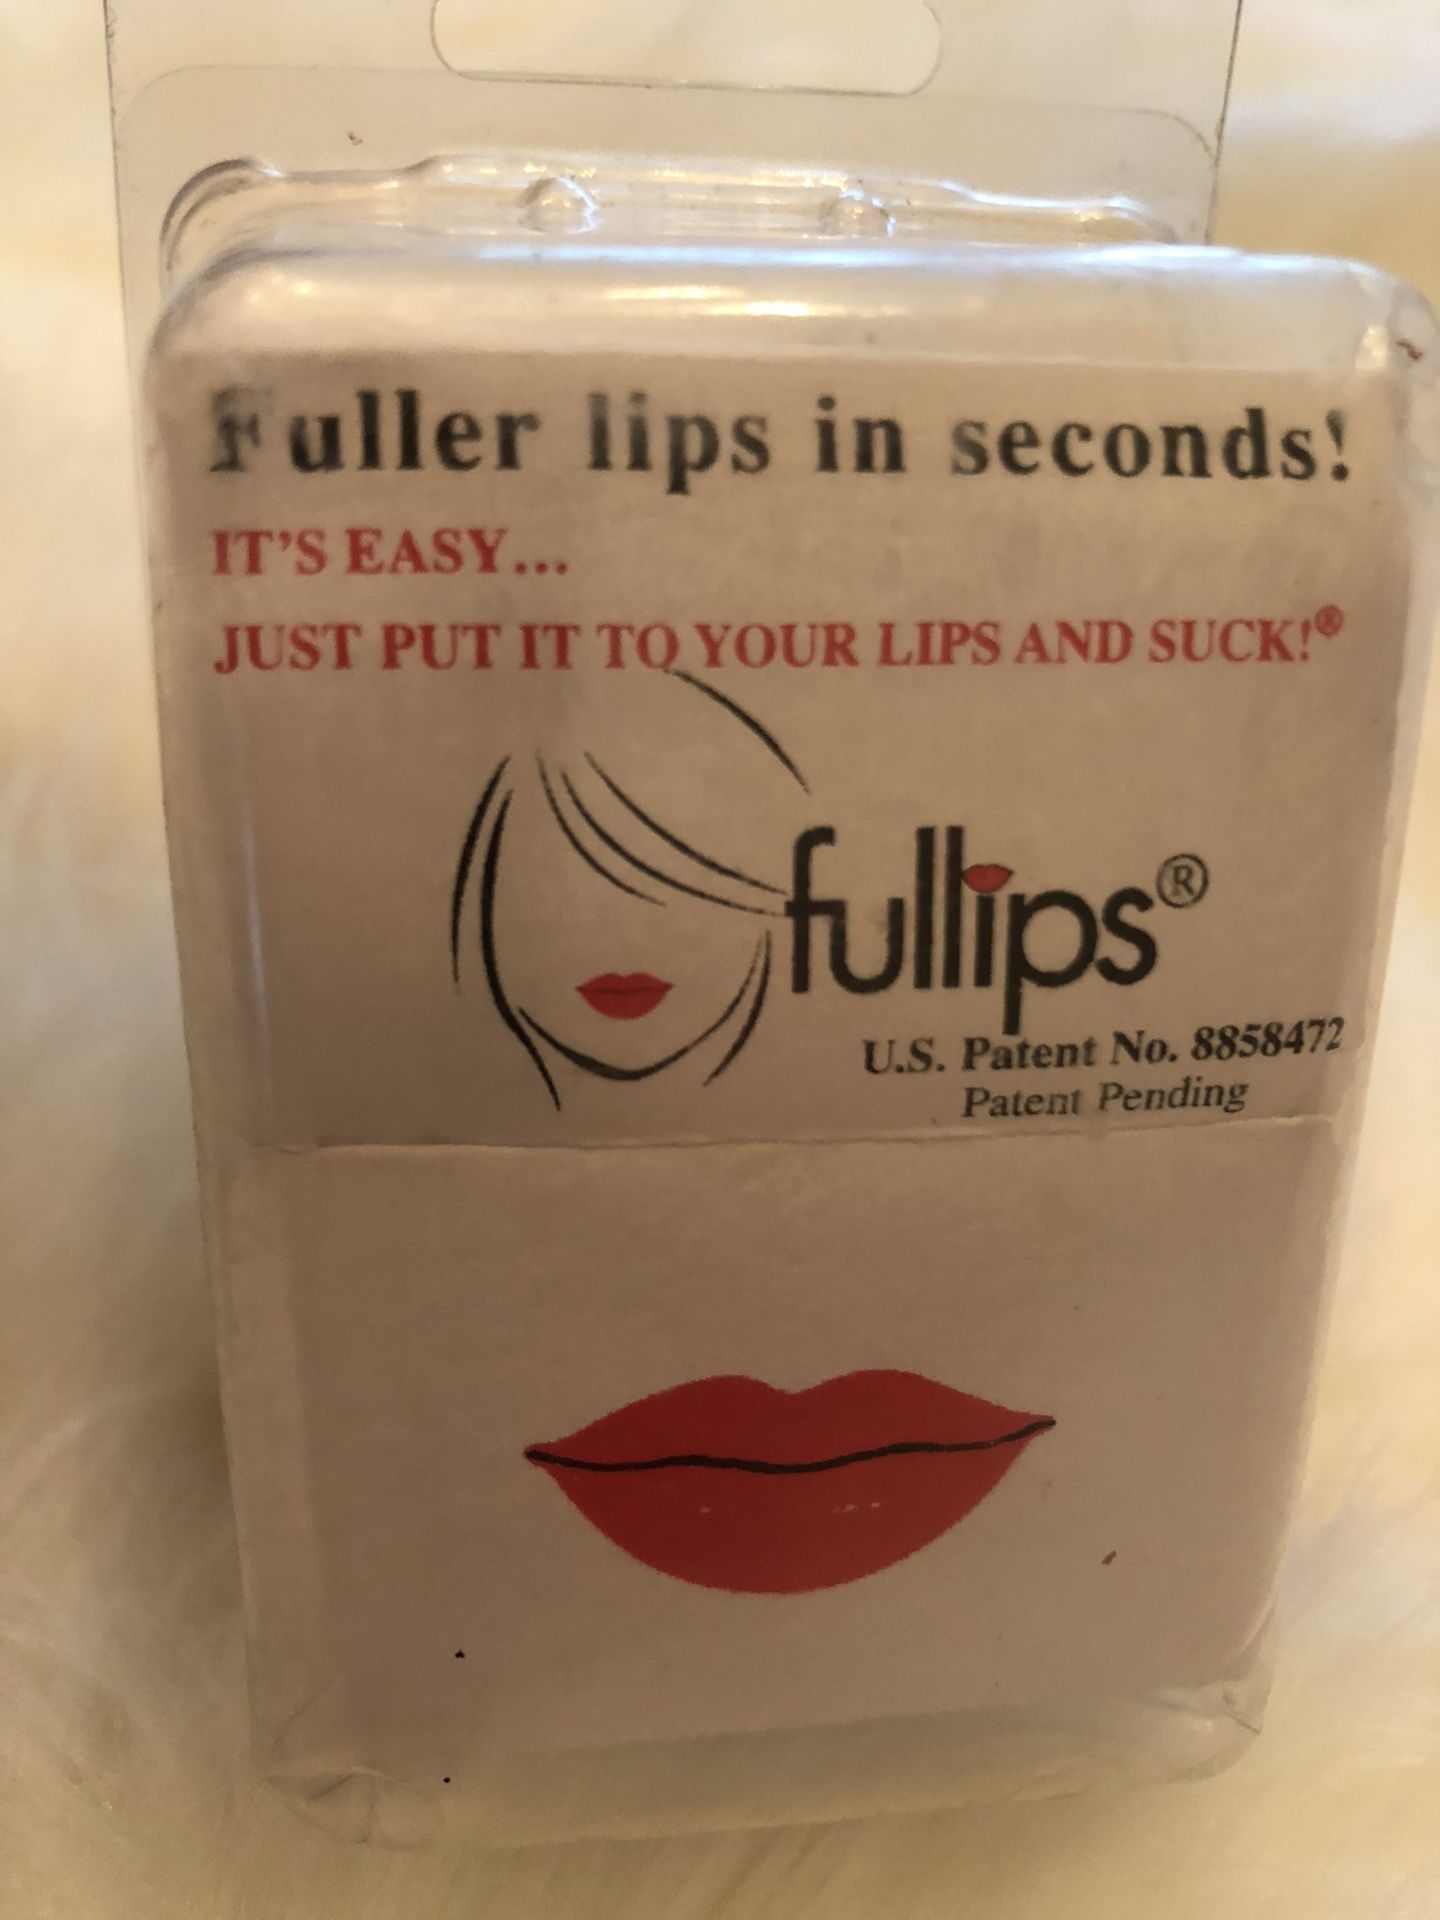 Fuller lips in seconds!
IT'S EASY...
JUST PUT IT TO YOUR LIPS AND SUCK!®
fullips®
U.S. Patent No. 8858472
Patent Pending